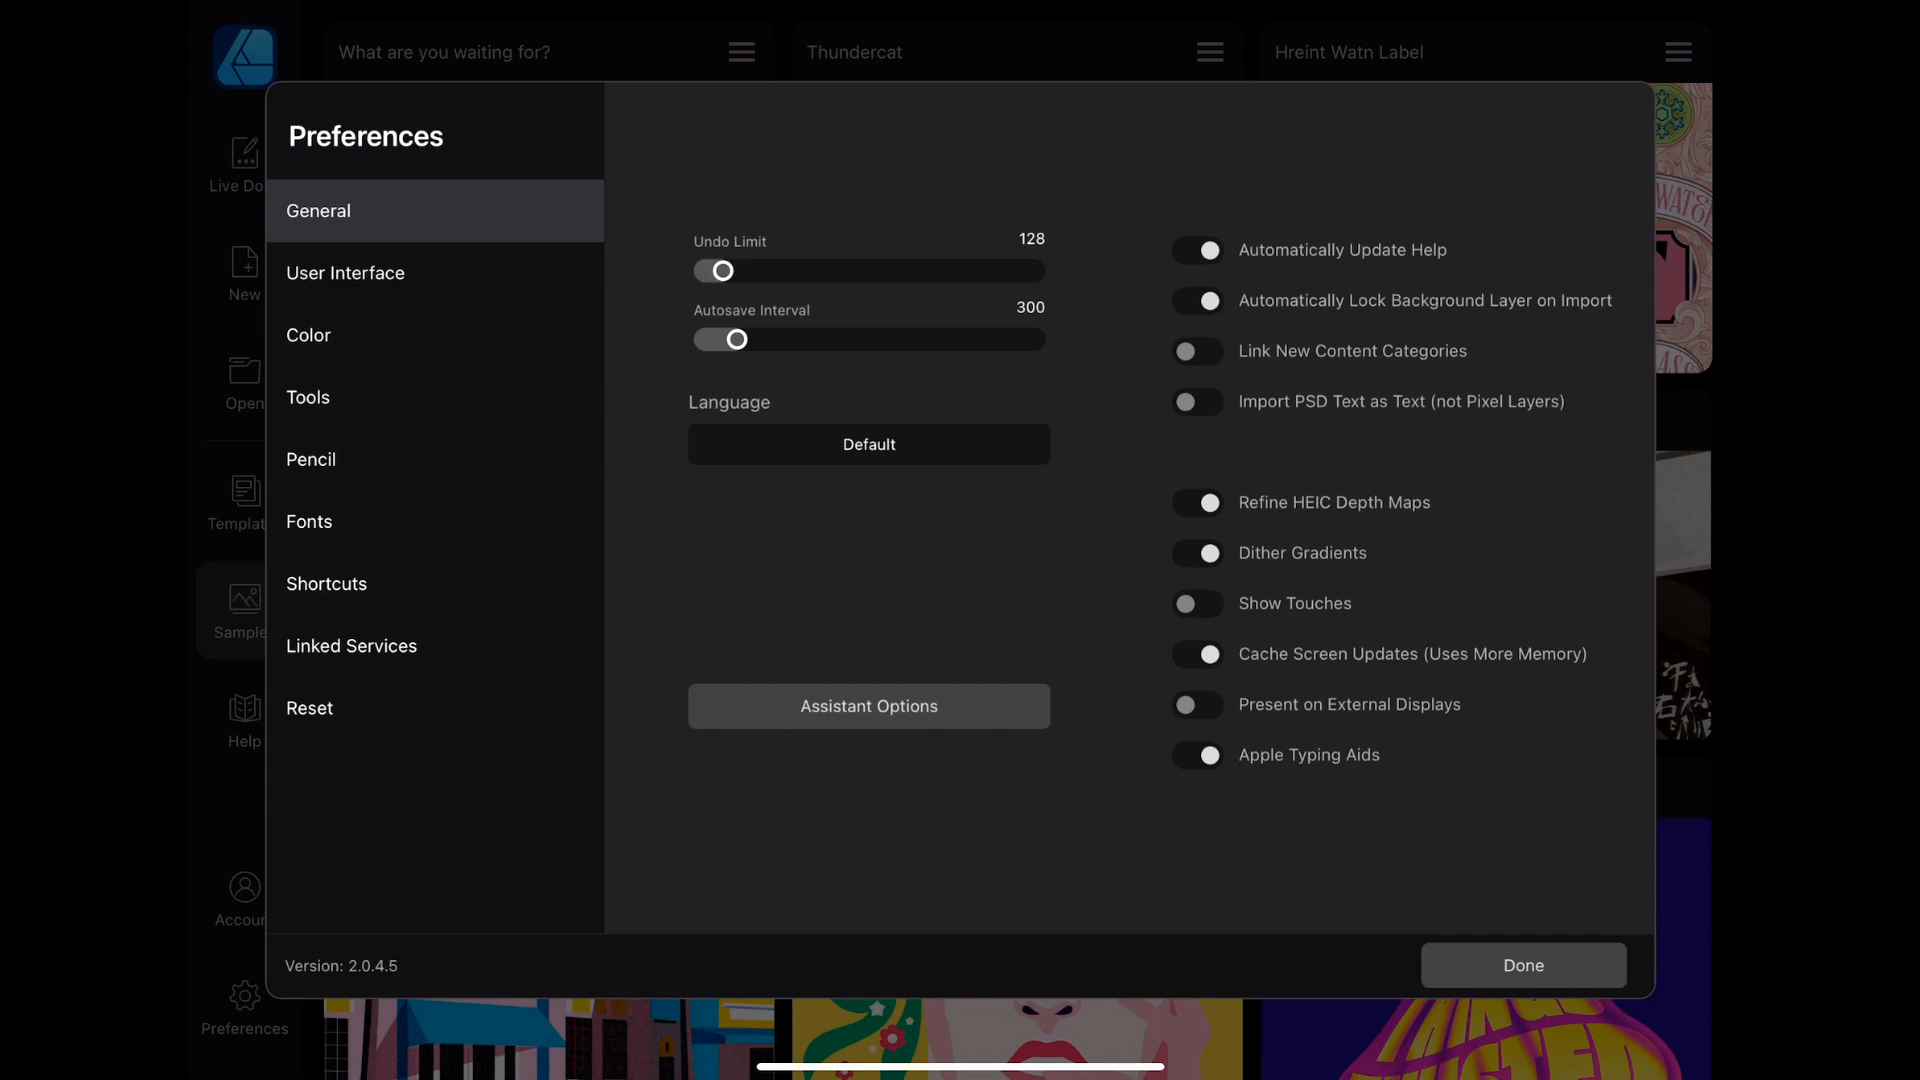 What are you waiting for?
Thundercat
Hreint Watn Label
Preferences
General
User Interface
Color
Tools
Pencil
Fonts
Shortcuts
Linked Services
Reset
Undo Limit
128
Autosave Interval
300
Language
Default
Assistant Options
Automatically Update Help
Automatically Lock Background Layer on Import
Link New Content Categories
Import PSD Text as Text (not Pixel Layers)
Refine HEIC Depth Maps
Dither Gradients
Show Touches
Cache Screen Updates (Uses More Memory)
Present on External Displays
Apple Typing Aids
Version: 2.0.4.5
Done
Live Do
New
Open
Templat
Sample
Help
Accoun
Preferences